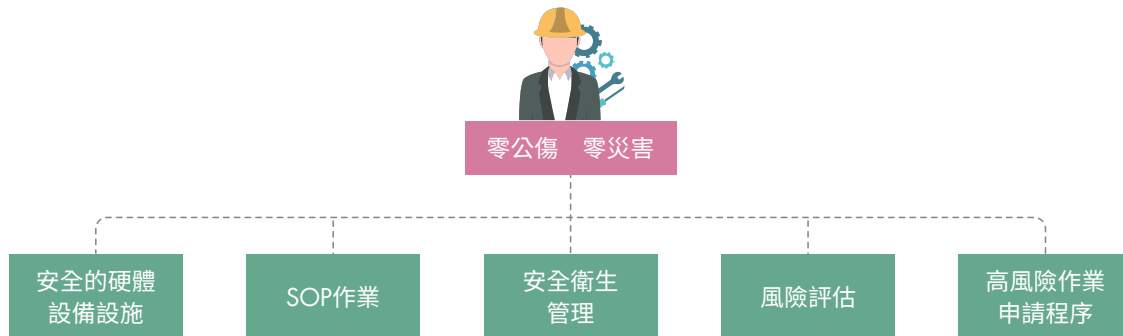 零公傷　零災害
安全的硬體
設備設施
SOP作業
安全衛生
管理
風險評估
高風險作業
申請程序